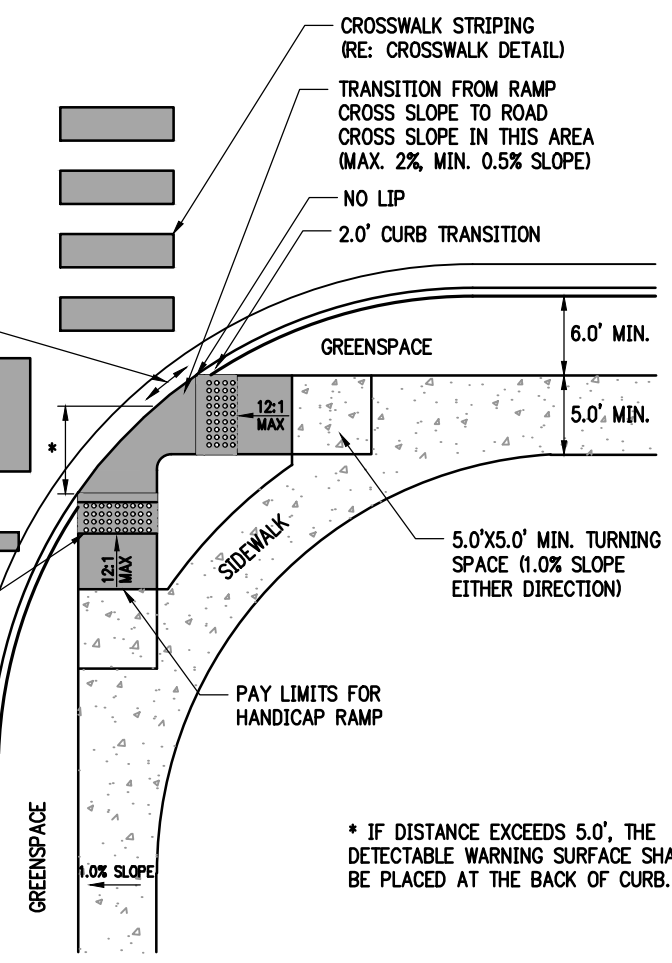 CROSSWALK STRIPING
(RE: CROSSWALK DETAIL)
TRANSITION FROM RAMP
CROSS SLOPE TO ROAD
CROSS SLOPE IN THIS AREA
(MAX. 2%, MIN. 0.5% SLOPE)
NO LIP
2.0' CURB TRANSITION
GREENSPACE
6.0' MIN.
12:1
MAX
5.0' MIN.
*
SIDEWALK
5.0'X5.0' MIN. TURNING
SPACE (1.0% SLOPE
EITHER DIRECTION)
12:1
MAX
PAY LIMITS FOR
HANDICAP RAMP
GREENSPACE
1.0% SLOPE
* IF DISTANCE EXCEEDS 5.0', THE
DETECTABLE WARNING SURFACE SHA
BE PLACED AT THE BACK OF CURB.